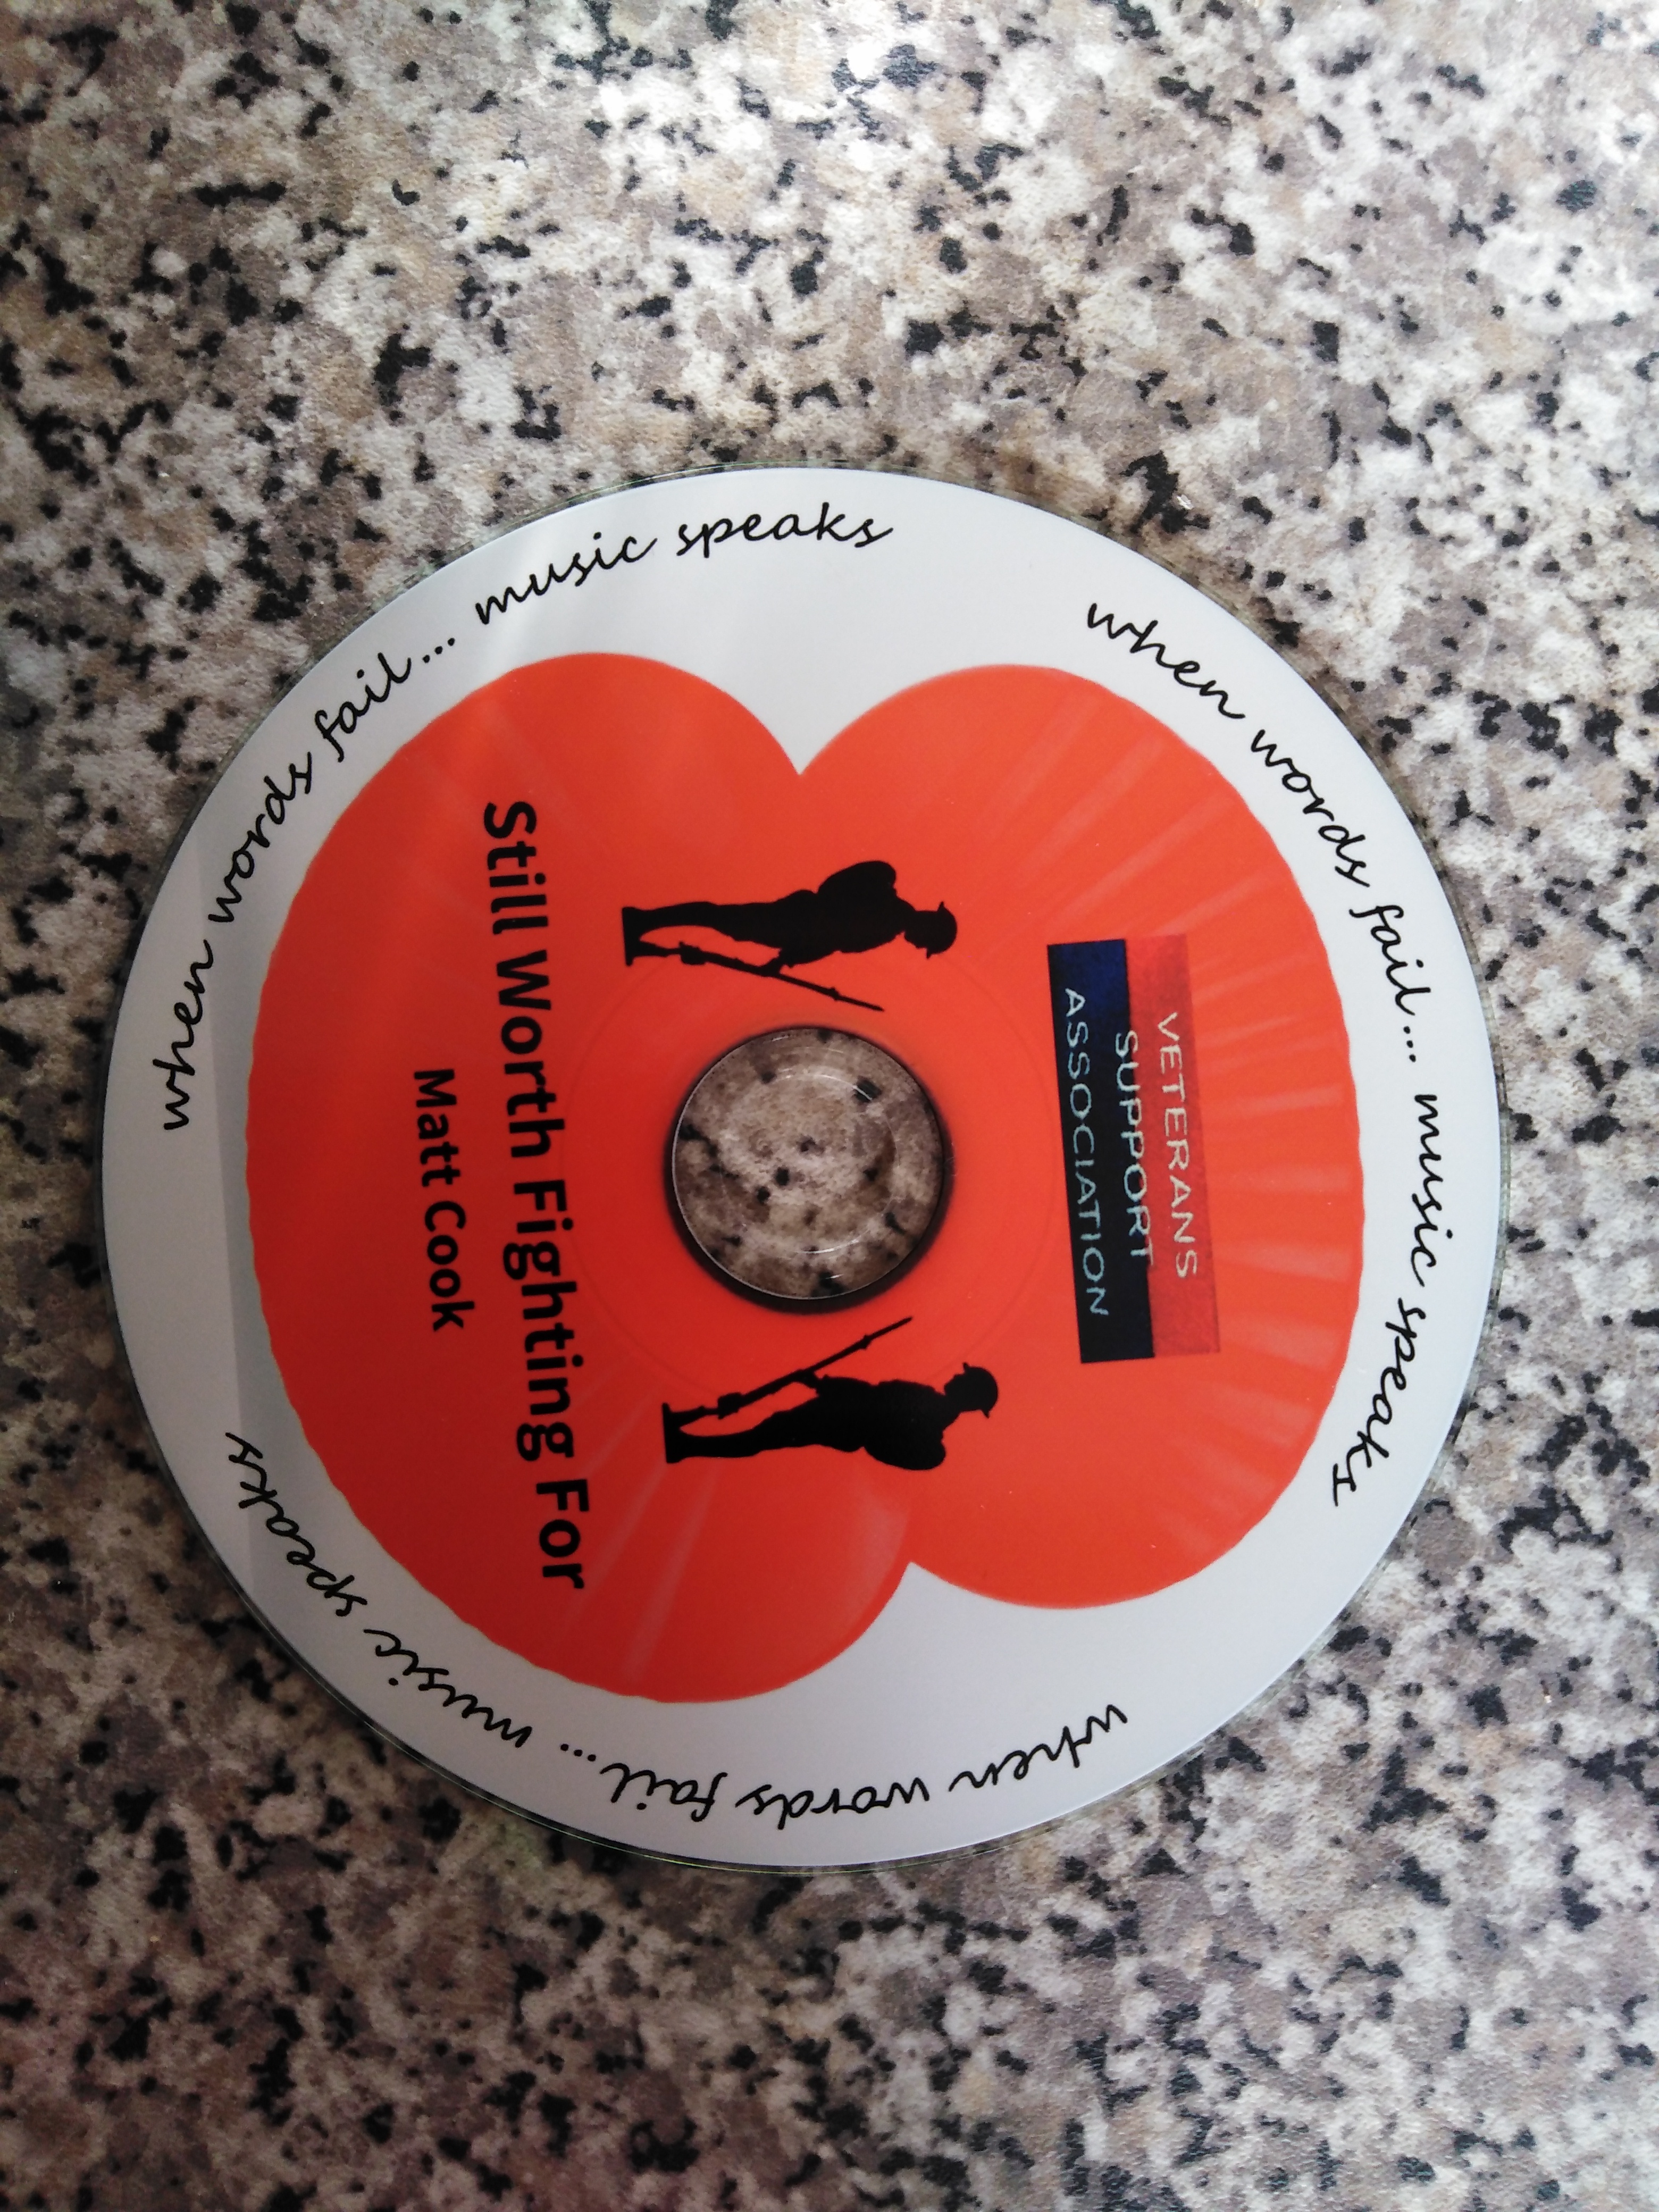 when words fail... music speaks
when words fail... music speaks
when words fail... music speaks
VETERANS
SUPPORT
ASSOCIATION
Still Worth Fighting For
Matt Cook